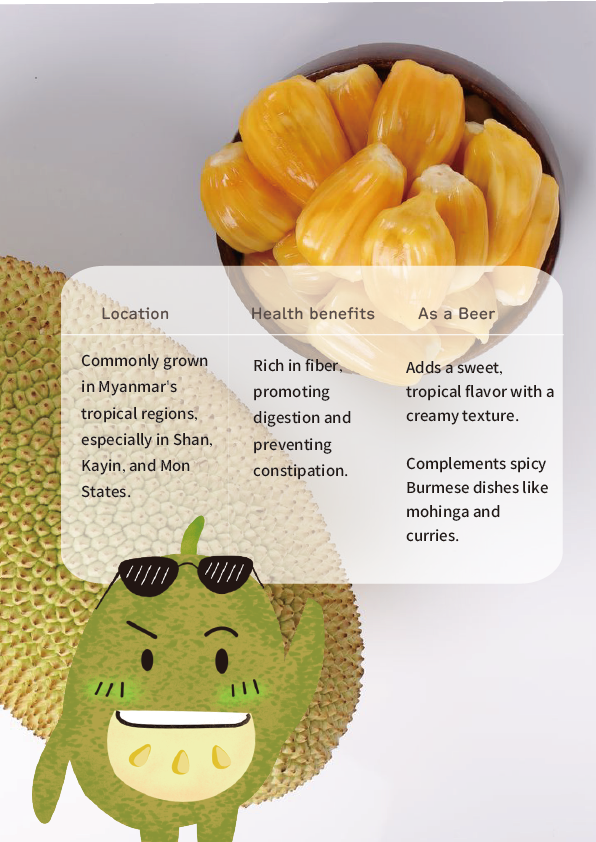 Location
Commonly grown
in Myanmar's
tropical regions,
especially in Shan,
Kayin, and Mon
States.
Health benefits
Rich in fiber,
promoting
digestion and
preventing
constipation.
As a Beer
Adds a sweet,
tropical flavor with a
creamy texture.
Complements spicy
Burmese dishes like
mohinga and
curries.